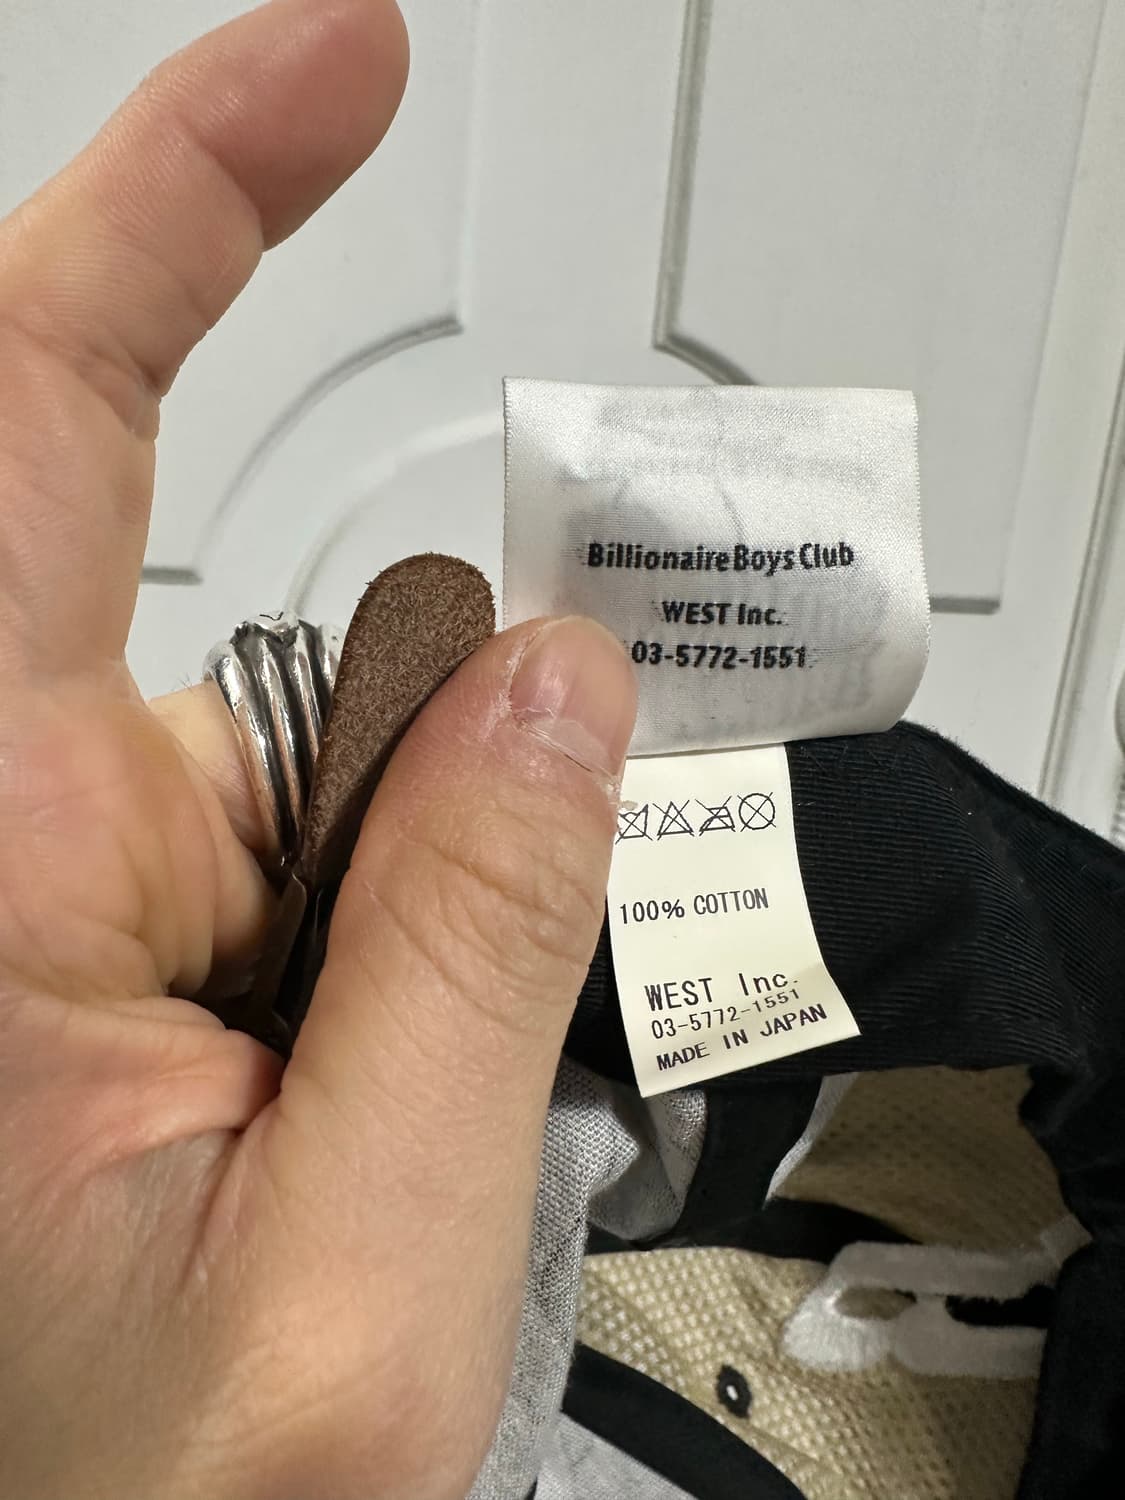 Billionaire Boys Club
WEST Inc.
03-5772-1551
100% COTTON
WEST Inc.
03-5772-1551
MADE IN JAPAN